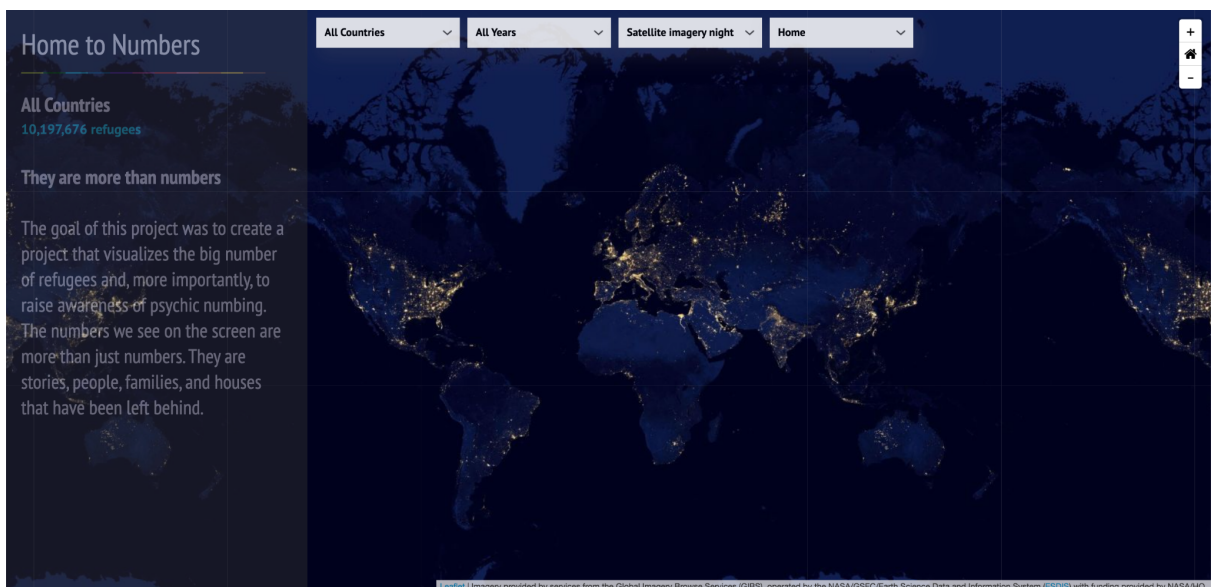 Home to Numbers
All Countries
10,197,676 refugees
They are more than numbers
The goal of this project was to create a
project that visualizes the big number
of refugees and, more importantly, to
raise awareness of psychic numbing.
The numbers we see on the screen are
more than just numbers. They are
stories, people, families, and houses
that have been left behind.
All Countries
All Years
Satellite imagery night
Home
+
-
Leaflet | Imagery provided by services from the Global Imagery Browse Services (GIBS), operated by the NASA/GSFC/Earth Science Data and Information System (ESDIS) with funding provided by NASA/HQ.